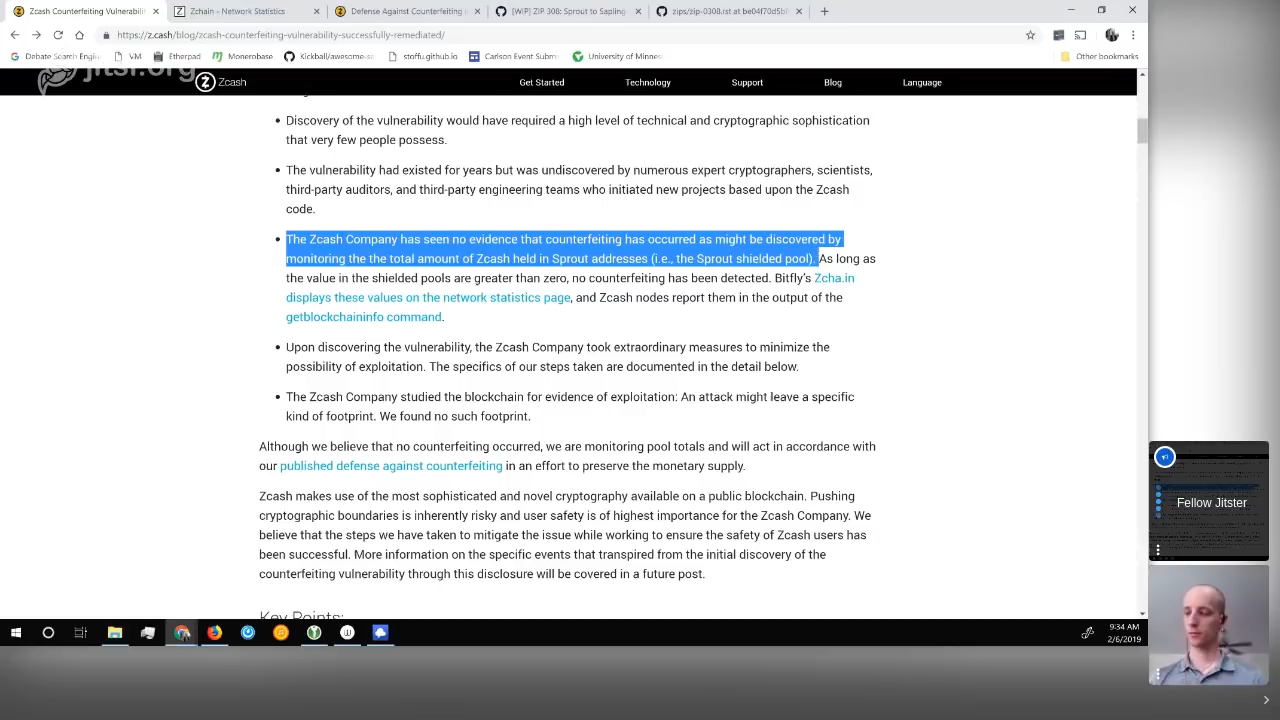 Zcash Counterfeiting Vulnerabili
Zchain - Network Statistics
Defense Against Counterfeiting i
[WIP] ZIP 308: Sprout to Sapling
zips/zip-0308.rst at be04f70d5bf
https://z.cash/blog/zcash-counterfeiting-vulnerability-successfully-remediated/
Debate Search Engi
VM
Etherpad
Monerobase
Kickball/awesome-se
stoffu.github.io
Carlson Event Subm
University of Minnes
Other bookmarks
jitsi.org
Zcash
Get Started
Technology
Support
Blog
Language
• Discovery of the vulnerability would have required a high level of technical and cryptographic sophistication
that very few people possess.
• The vulnerability had existed for years but was undiscovered by numerous expert cryptographers, scientists,
third-party auditors, and third-party engineering teams who initiated new projects based upon the Zcash
code.
• The Zcash Company has seen no evidence that counterfeiting has occurred as might be discovered by
monitoring the the total amount of Zcash held in Sprout addresses (i.e., the Sprout shielded pool). As long as
the value in the shielded pools are greater than zero, no counterfeiting has been detected. Bitfly's Zcha.in
displays these values on the network statistics page, and Zcash nodes report them in the output of the
getblockchaininfo command.
• Upon discovering the vulnerability, the Zcash Company took extraordinary measures to minimize the
possibility of exploitation. The specifics of our steps taken are documented in the detail below.
• The Zcash Company studied the blockchain for evidence of exploitation: An attack might leave a specific
kind of footprint. We found no such footprint.
Although we believe that no counterfeiting occurred, we are monitoring pool totals and will act in accordance with
our published defense against counterfeiting in an effort to preserve the monetary supply.
Zcash makes use of the most sophisticated and novel cryptography available on a public blockchain. Pushing
cryptographic boundaries is inherently risky, and our safety is of highest importance for the Zcash Company. We
believe that the steps we have taken to mitigate the issue while working to ensure the safety of Zcash users has
been successful. More information on the specific events that transpired from the initial discovery of the
counterfeiting vulnerability through this disclosure will be covered in a future post.
Key Points:
Fellow Jitster
9:34 AM
2/6/2019